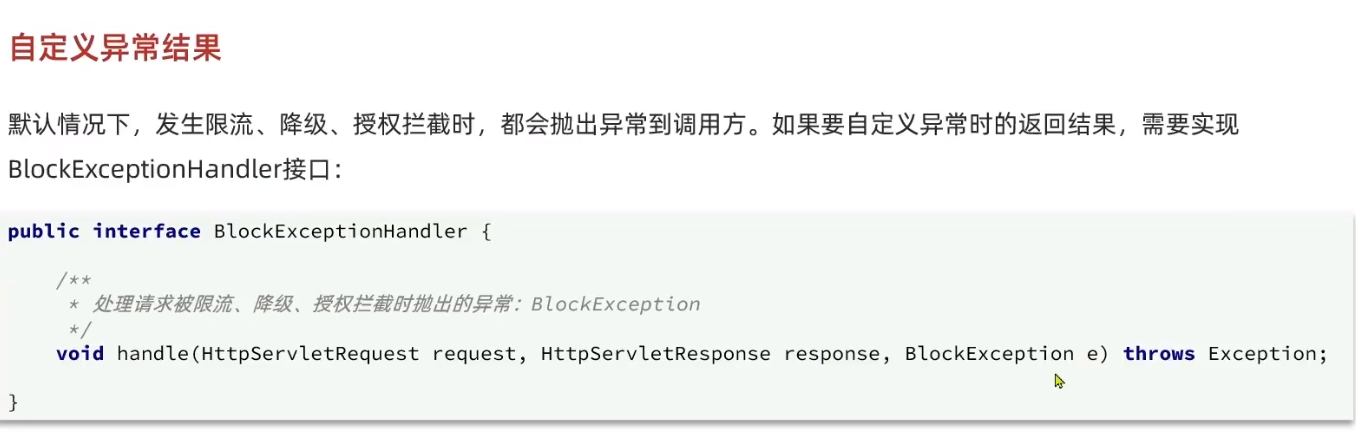 自定义异常结果
默认情况下，发生限流、降级、授权拦截时，都会抛出异常到调用方。如果要自定义异常时的返回结果，需要实现
BlockExceptionHandler接口：
public interface BlockExceptionHandler {
/**
* 处理请求被限流、降级、授权拦截时抛出的异常：BlockException
*/
void handle(HttpServletRequest request, HttpServletResponse response, BlockException e) throws Exception;
}